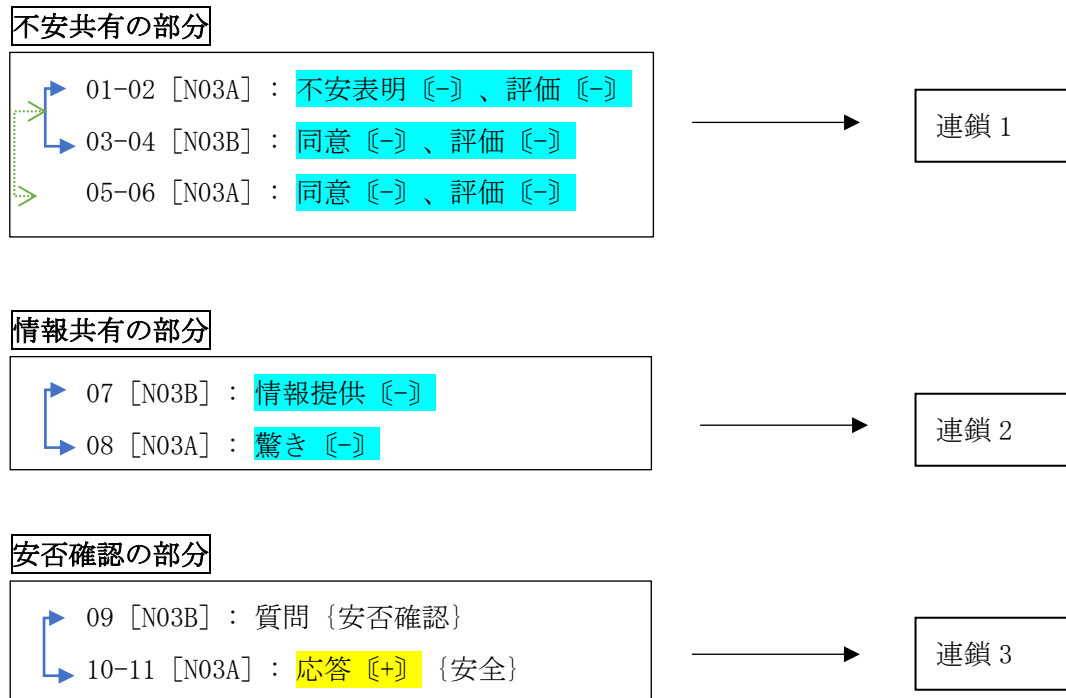 不安共有の部分
01-02［N03A］：不安表明〔-〕、評価〔-〕
03-04［N03B］：同意〔-〕、評価〔-〕
05-06［N03A］：同意〔-〕、評価〔-〕
連鎖 1
情報共有の部分
07［N03B］：情報提供〔-〕
08［N03A］：驚き〔-〕
連鎖 2
安否確認の部分
09［N03B］：質問｛安否確認｝
10-11［N03A］：応答〔+〕｛安全｝
連鎖 3